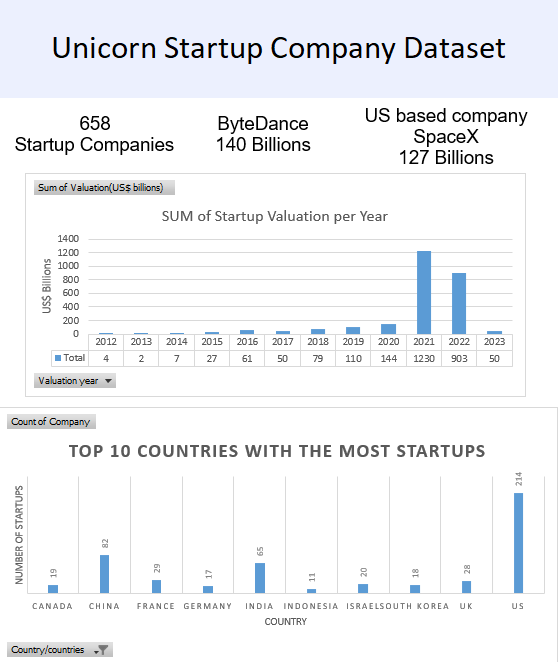 Unicorn Startup Company Dataset
658
Startup Companies
ByteDance
140 Billions
US based company
SpaceX
127 Billions
Sum of Valuation(US$ billions)
SUM of Startup Valuation per Year
US$ Billions
1400
1200
1000
800
600
400
200
0
2012 2013 2014 2015 2016 2017 2018 2019 2020 2021 2022 2023
Total 4 2 7 27 61 50 79 110 144 1230 903 50
Valuation year
Count of Company
TOP 10 COUNTRIES WITH THE MOST STARTUPS
NUMBER OF STARTUPS
19 82 29 17 65 11 20 18 28 214
CANADA CHINA FRANCE GERMANY INDIA INDONESIA ISRAEL SOUTH KOREA UK US
COUNTRY
Country/countries